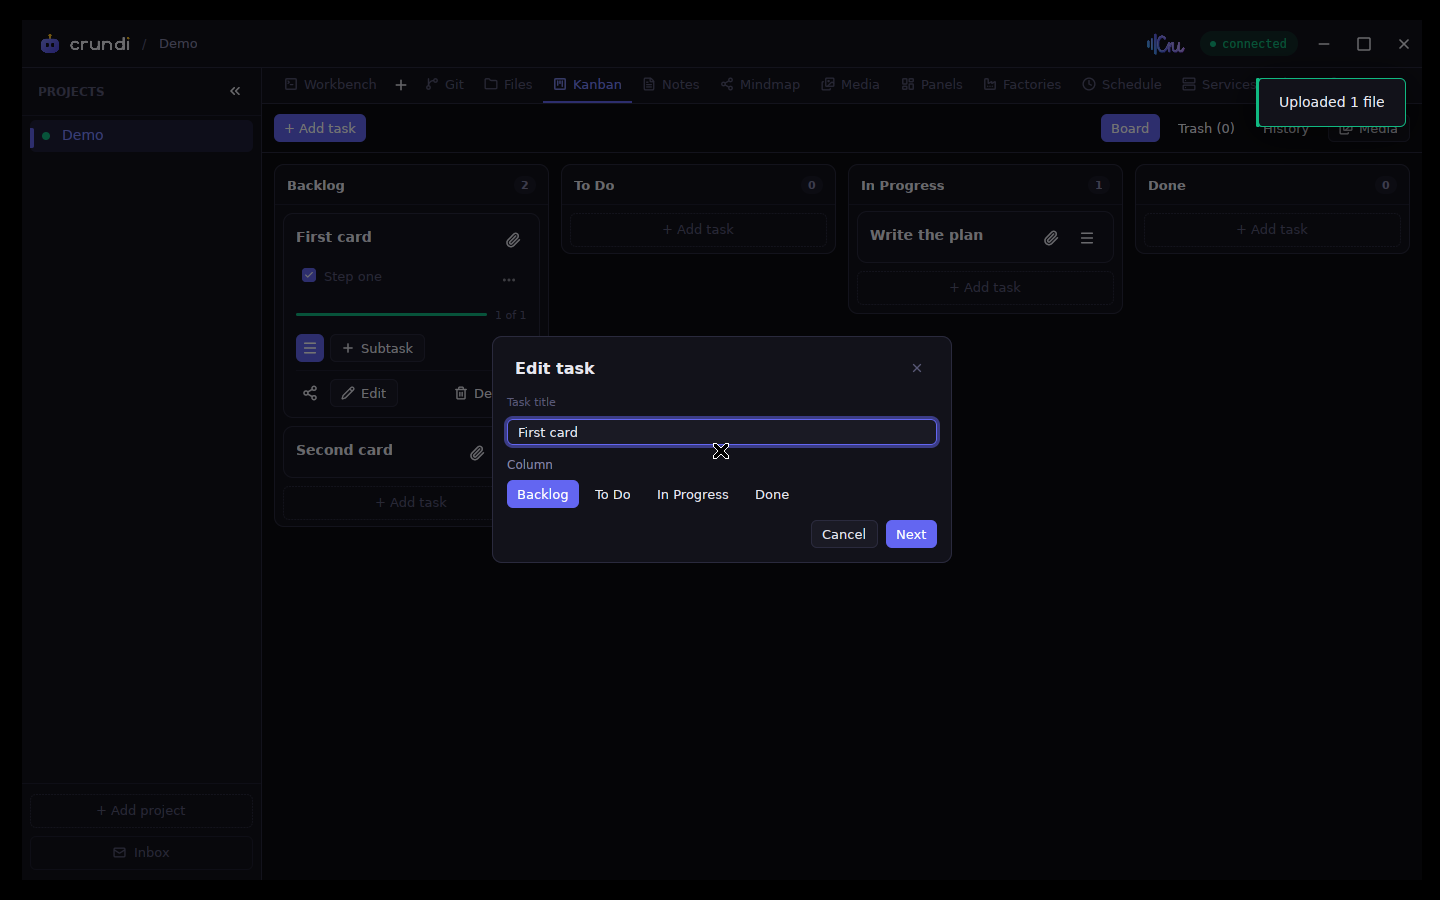 crundi / Demo
Cru
connected
PROJECTS
Workbench
Git
Files
Kanban
Notes
Mindmap
Media
Panels
Factories
Schedule
Services
Uploaded 1 file
Demo
+ Add task
Board
Trash (0)
History
Media
Backlog 2
To Do 0
In Progress 1
Done 0
First card
+ Add task
Write the plan
+ Add task
Step one
+ Add task
1 of 1
+ Subtask
Edit
De
Second card
+ Add task
Edit task
Task title
First card
Column
Backlog
To Do
In Progress
Done
Cancel
Next
+ Add project
Inbox